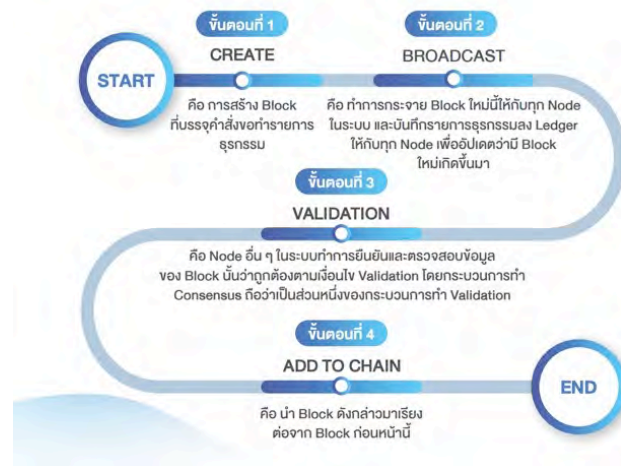 ขั้นตอนที่ 1
CREATE
START
คือ การสร้าง Block
ที่บรรจุคำสั่งขอทำรายการ
ธุรกรรม
ขั้นตอนที่ 2
BROADCAST
คือ ทำการกระจาย Block ใหม่นี้ให้กับทุก Node
ในระบบ และบันทึกรายการธุรกรรมลง Ledger
ให้กับทุก Node เพื่ออัปเดตว่ามี Block
ใหม่เกิดขึ้นมา
ขั้นตอนที่ 3
VALIDATION
คือ Node อื่น ๆ ในระบบทำการยืนยันและตรวจสอบข้อมูล
ของ Block นั้นว่าถูกต้องตามเงื่อนไข Validation โดยกระบวนการทำ
Consensus ถือว่าเป็นส่วนหนึ่งของกระบวนการทำ Validation
ขั้นตอนที่ 4
ADD TO CHAIN
คือ นำ Block ดังกล่าวมาเรียง
ต่อจาก Block ก่อนหน้านี้
END